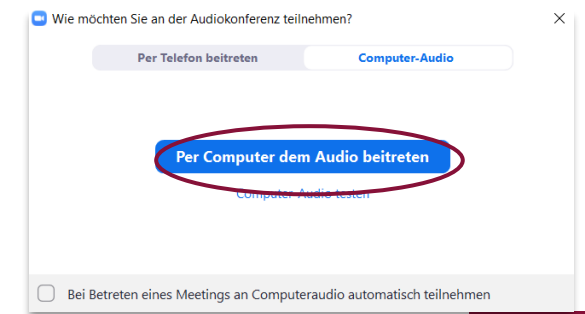 Wie möchten Sie an der Audiokonferenz teilnehmen?
Per Telefon beitreten Computer-Audio
Per Computer dem Audio beitreten
Computer-Audio testen
Bei Betreten eines Meetings an Computeraudio automatisch teilnehmen